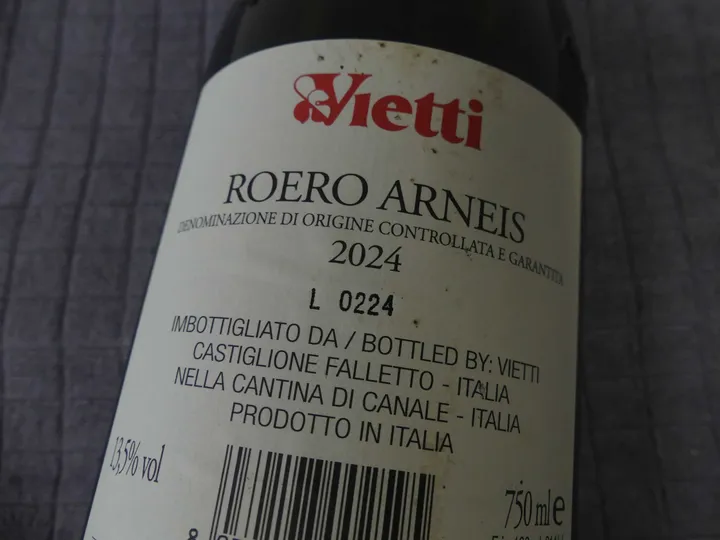 Vietti
ROERO ARNEIS
DENOMINAZIONE DI ORIGINE CONTROLLATA E GARANTITA
2024
L 0224
IMBOTTIGLIATO DA / BOTTLED BY: VIETTI
CASTIGLIONE FALLETTO - ITALIA
NELLA CANTINA DI CANALE - ITALIA
PRODOTTO IN ITALIA
13,5% vol
750 ml e
8